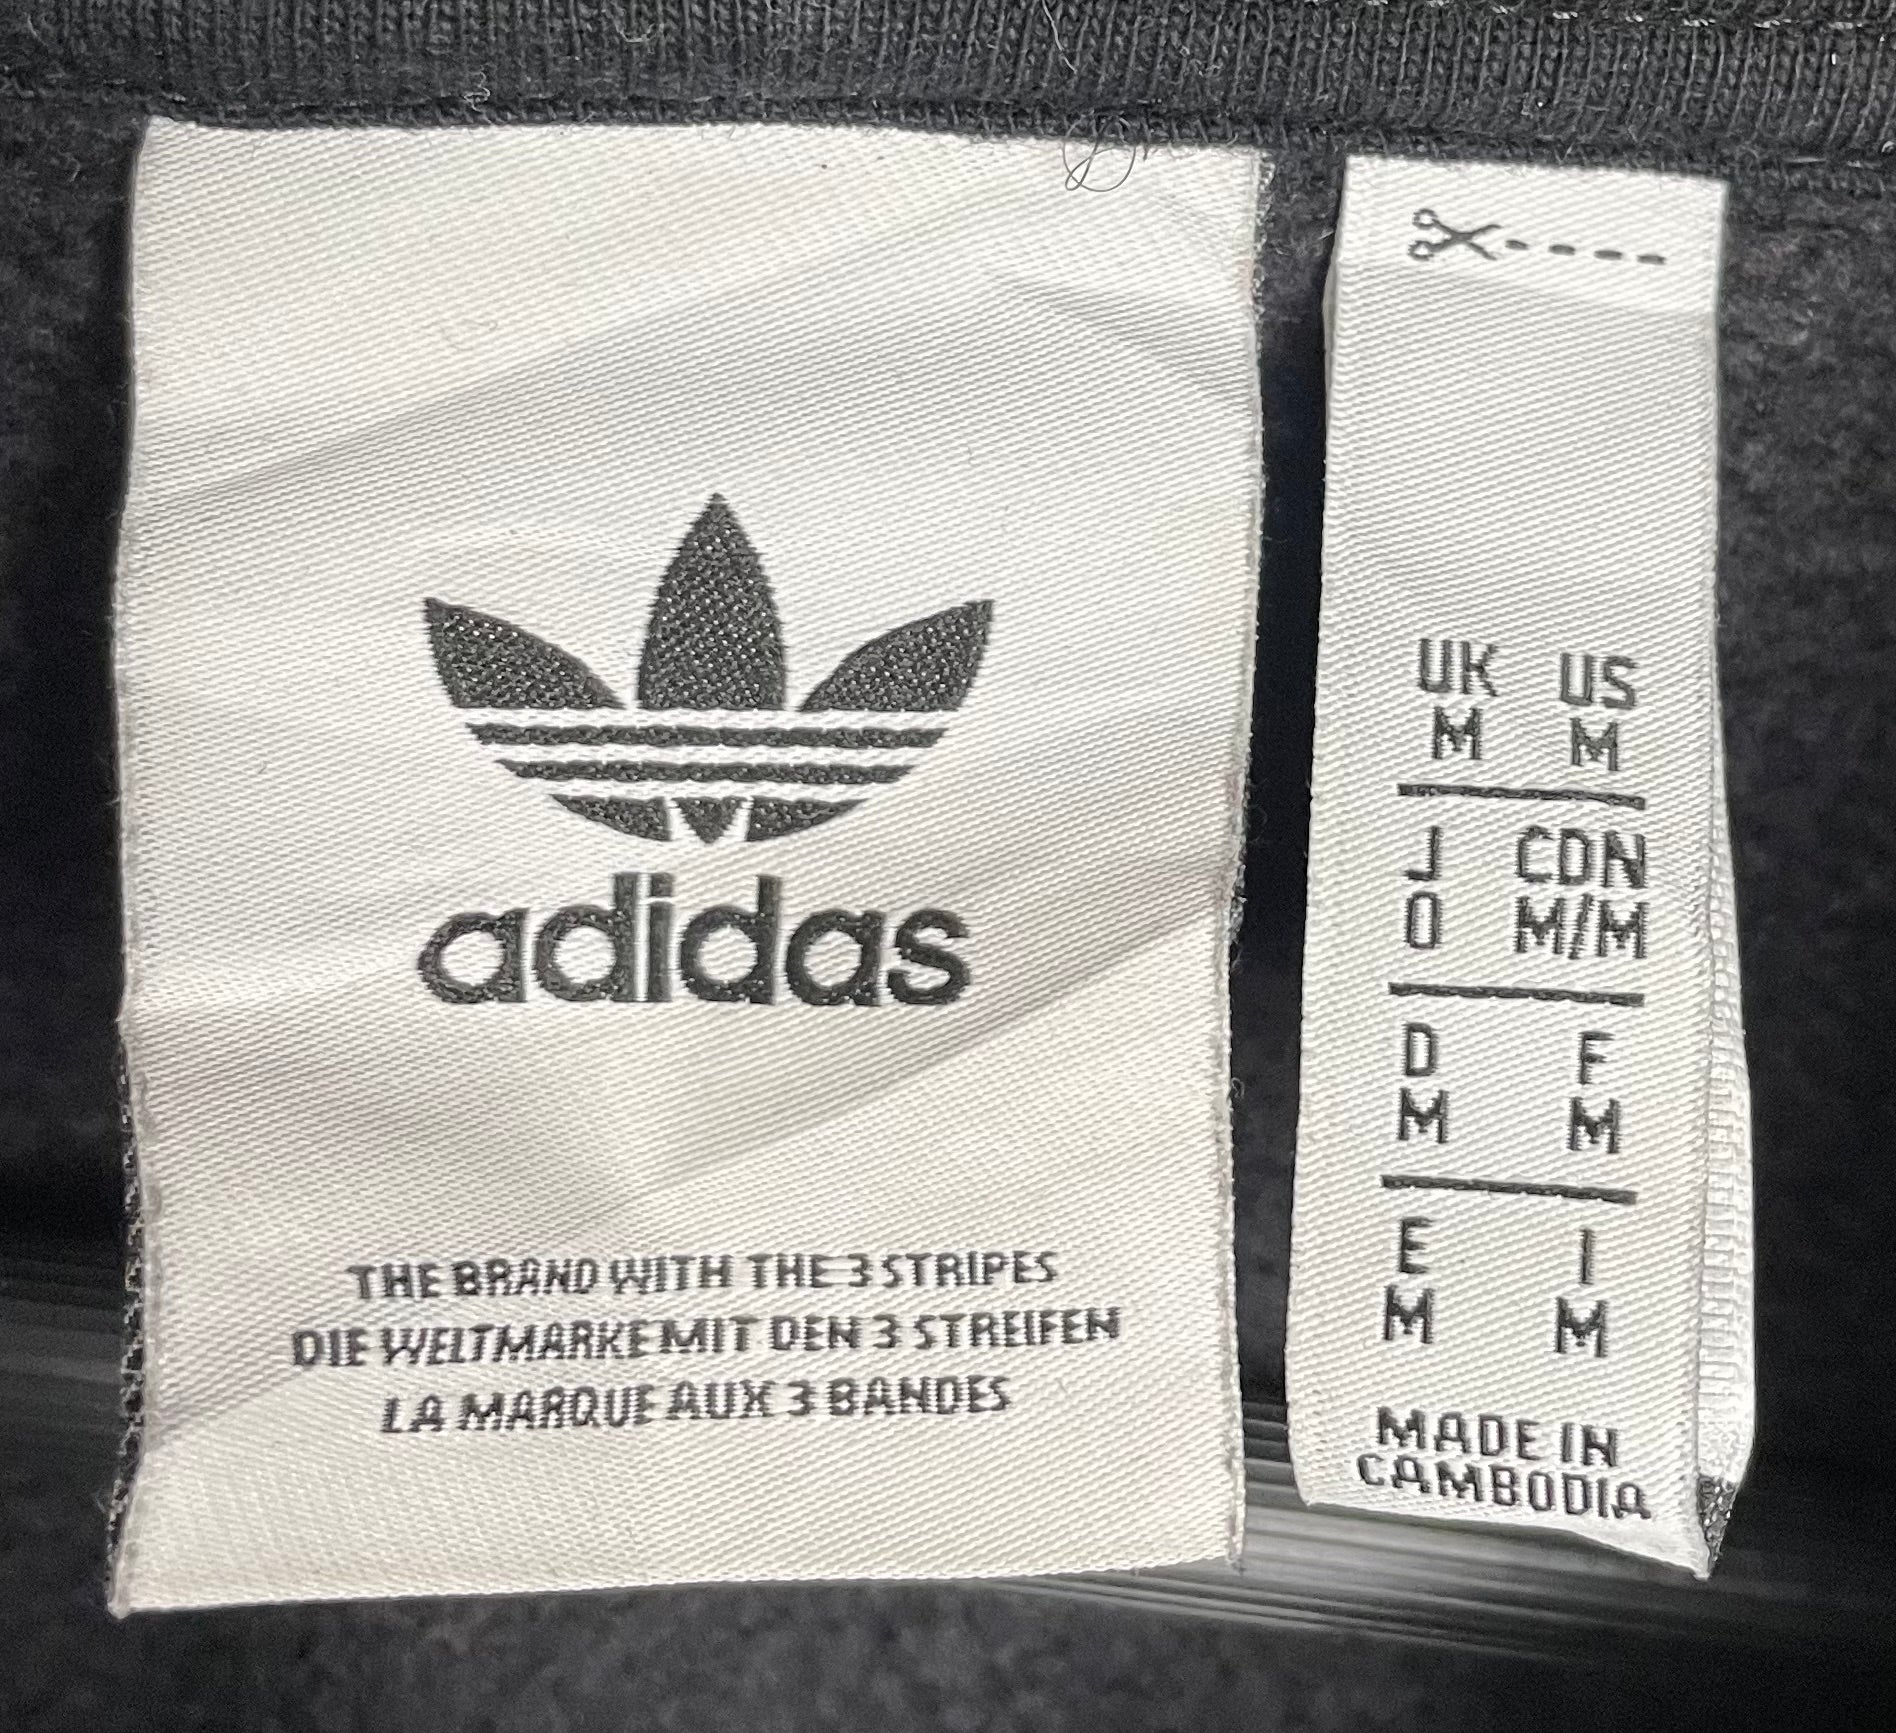 adidas
THE BRAND WITH THE 3 STRIPES
DIE WELTMARKE MIT DEN 3 STREIFEN
LA MARQUE AUX 3 BANDES
UK US
M M
J CDN
O M/M
D F
M M
E I
M M
MADE IN
CAMBODIA